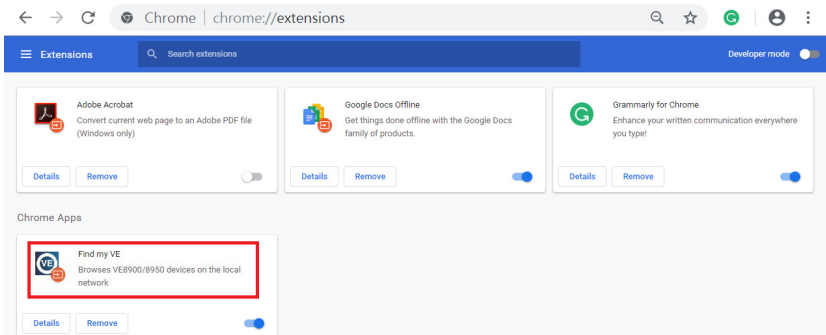 Chrome | chrome://extensions
Extensions
Search extensions
Developer mode
Adobe Acrobat
Convert current web page to an Adobe PDF file
(Windows only)
Details
Remove
Google Docs Offline
Get things done offline with the Google Docs
family of products.
Details
Remove
Grammarly for Chrome
Enhance your written communication everywhere
you type!
Details
Remove
Chrome Apps
VE
Find my VE
Browses VE8900/8950 devices on the local
network
Details
Remove